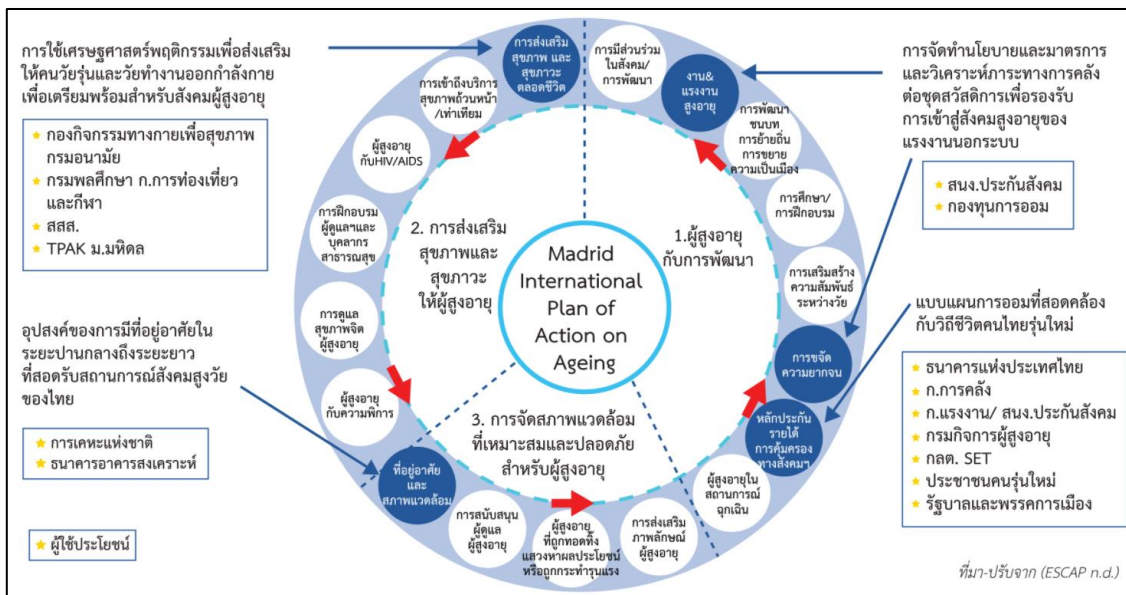 การใช้เศรษฐศาสตร์พฤติกรรมเพื่อส่งเสริม
ให้คนวัยรุ่นและวัยทำงานออกกำลังกาย
เพื่อเตรียมพร้อมสำหรับสังคมผู้สูงอายุ
กองกิจกรรมทางกายเพื่อสุขภาพ
กรมอนามัย
กรมพลศึกษา ก.การท่องเที่ยว
และกีฬา
สสส.
TPAK ม.มหิดล
อุปสงค์ของการมีที่อยู่อาศัยใน
ระยะปานกลางถึงระยะยาว
ที่สอดรับสถานการณ์สังคมสูงวัย
ของไทย
การเคหะแห่งชาติ
ธนาคารอาคารสงเคราะห์
ผู้ใช้ประโยชน์
การส่งเสริม
สุขภาพ และ
สุขภาวะ
ตลอดชีวิต
การเข้าถึงบริการ
สุขภาพถ้วนหน้า
/เท่าเทียม
ผู้สูงอายุ
กับHIV/AIDS
การฝึกอบรม
ผู้ดูแลฯและ
บุคลากร
สาธารณสุข
การดูแล
สุขภาพจิต
ผู้สูงอายุ
ผู้สูงอายุ
กับความพิการ
ที่อยู่อาศัย
และ
สภาพแวดล้อม
การสนับสนุน
ผู้ดูแล
ผู้สูงอายุ
ผู้สูงอายุ
ที่ถูกทอดทิ้ง
แสวงหาผลประโยชน์
หรือถูกกระทำรุนแรง
การส่งเสริม
ภาพลักษณ์
ผู้สูงอายุ
ผู้สูงอายุใน
สถานการณ์
ฉุกเฉิน
หลักประกัน
รายได้
การคุ้มครอง
ทางสังคมฯ
การขจัด
ความยากจน
การเสริมสร้าง
ความสัมพันธ์
ระหว่างวัย
การศึกษา/
การฝึกอบรม
การพัฒนา
ชนบท
การย้ายถิ่น
การขยาย
ความเป็นเมือง
งาน&
แรงงาน
สูงอายุ
การมีส่วนร่วม
ในสังคม/
การพัฒนา
2. การส่งเสริม
สุขภาพและ
สุขภาวะ
ให้ผู้สูงอายุ
1.ผู้สูงอายุ
กับการพัฒนา
Madrid
International
Plan of
Action on
Ageing
3. การจัดสภาพแวดล้อม
ที่เหมาะสมและปลอดภัย
สำหรับผู้สูงอายุ
การจัดทำนโยบายและมาตรการ
และวิเคราะห์ภาระทางการคลัง
ต่อชุดสวัสดิการเพื่อรองรับ
การเข้าสู่สังคมสูงอายุของ
แรงงานนอกระบบ
สนง.ประกันสังคม
กองทุนการออม
แบบแผนการออมที่สอดคล้อง
กับวิถีชีวิตคนไทยรุ่นใหม่
ธนาคารแห่งประเทศไทย
ก.การคลัง
ก.แรงงาน/ สนง.ประกันสังคม
กรมกิจการผู้สูงอายุ
กลต. SET
ประชาชนคนรุ่นใหม่
รัฐบาลและพรรคการเมือง
ที่มา-ปรับจาก (ESCAP n.d.)